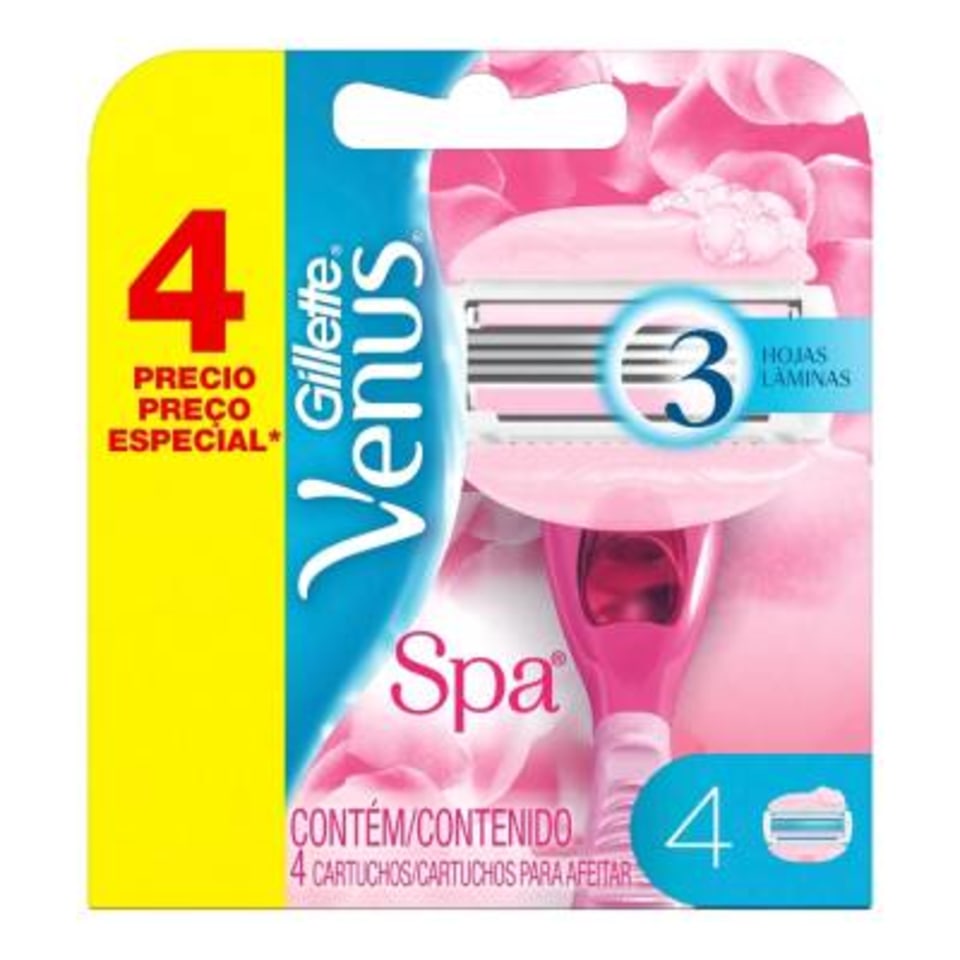 4
PRECIO
PREÇO
ESPECIAL*
Gillette®
Venus®
3
HOJAS
LÂMINAS
Spa®
CONTÉM/CONTENIDO
4 CARTUCHOS/CARTUCHOS PARA AFEITAR
4